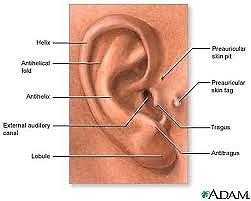 Helix
Antihelical
fold
Antihelix
External auditory
canal
Lobule
Preauricular
skin pit
Preauricular
skin tag
Tragus
Antitragus
ADAM.